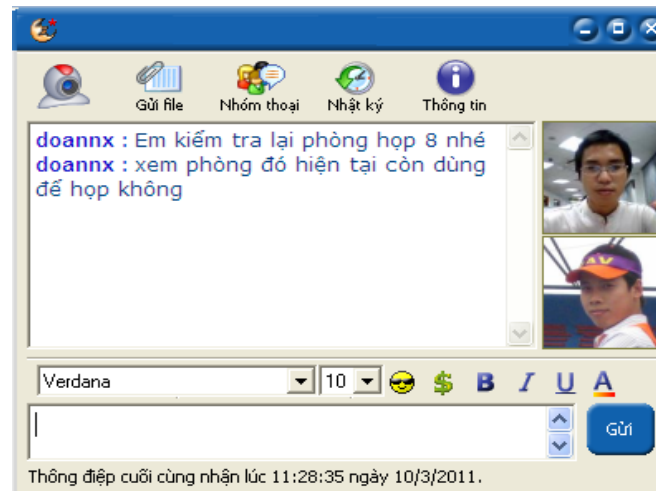 Gửi file Nhóm thoại Nhật ký Thông tin
doannx : Em kiểm tra lại phòng họp 8 nhé
doannx : xem phòng đó hiện tại còn dùng
để họp không
AV
Verdana 10 $ B I U A
Gửi
Thông điệp cuối cùng nhận lúc 11:28:35 ngày 10/3/2011.